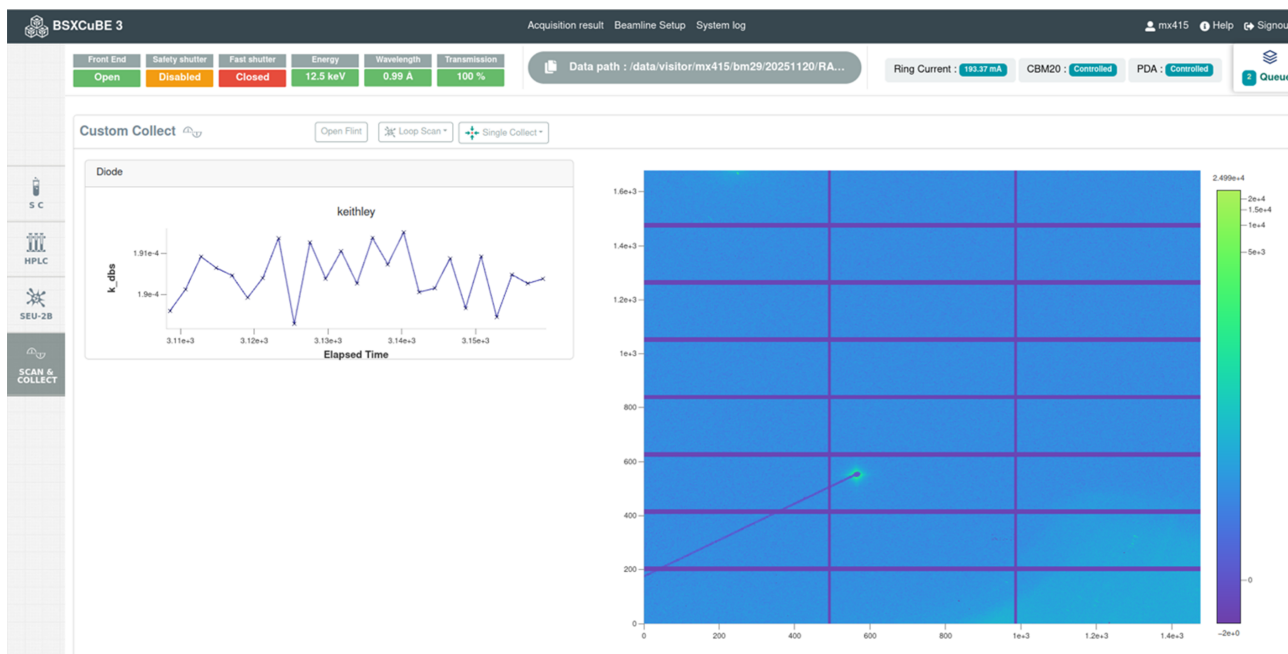 BSXCuBE 3 Acquisition result Beamline Setup System log mx415 Help Signou
Front End Safety shutter Fast shutter Energy Wavelength Transmission
Open Disabled Closed 12.5 keV 0.99 Å 100 %
Data path : /data/visitor/mx415/bm29/20251120/RA...
Ring Current : 193.37 mA CBM20 : Controlled PDA : Controlled
2 Queue
Custom Collect Open Flint Loop Scan Single Collect
S C
HPLC
SEU-2B
SCAN &
COLLECT
Diode
keithley
k_dbs
1.91e-4
1.9e-4
3.11e+3 3.12e+3 3.13e+3 3.14e+3 3.15e+3
Elapsed Time
1.6e+3
1.4e+3
1.2e+3
1e+3
800
600
400
200
0
0 200 400 600 800 1e+3 1.2e+3 1.4e+3
2.499e+4
2e+4
1.5e+4
1e+4
5e+3
0
−2e+0